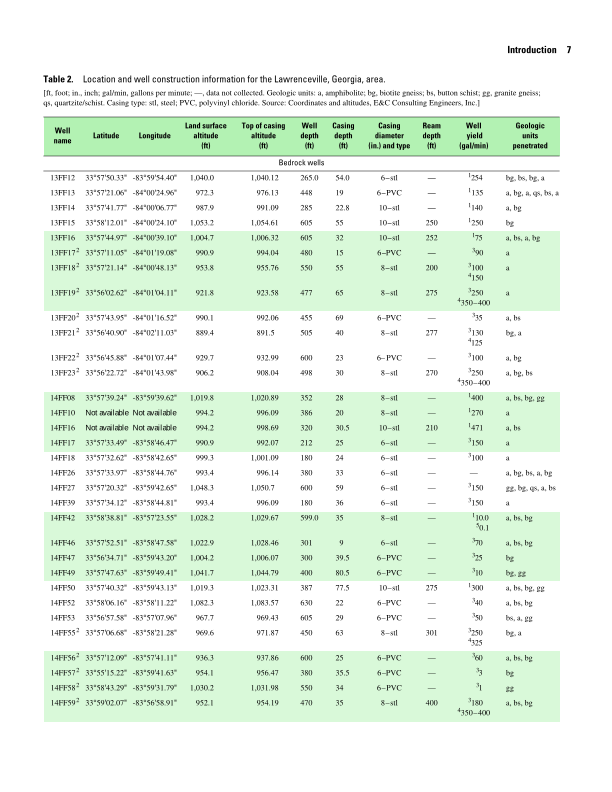 Introduction 7
Table 2. Location and well construction information for the Lawrenceville, Georgia, area.
[ft, foot; in., inch; gal/min, gallons per minute; —, data not collected. Geologic units: a, amphibolite; bg, biotite gneiss; bs, button schist; gg, granite gneiss;
qs, quartzite/schist. Casing type: stl, steel; PVC, polyvinyl chloride. Source: Coordinates and altitudes, E&C Consulting Engineers, Inc.]
Well name Latitude Longitude Land surface altitude (ft) Top of casing altitude (ft) Well depth (ft) Casing depth (ft) Casing diameter (in.) and type Ream depth (ft) Well yield (gal/min) Geologic units penetrated
Bedrock wells
13FF12 33°57'50.33" -83°59'54.40" 1,040.0 1,040.12 265.0 54.0 6–stl — ¹254 bg, bs, bg, a
13FF13 33°57'21.06" -84°00'24.96" 972.3 976.13 448 19 6–PVC — ¹135 a, bg, a, qs, bs, a
13FF14 33°57'41.77" -84°00'06.77" 987.9 991.09 285 22.8 10–stl — ¹140 a, bg
13FF15 33°58'12.01" -84°00'24.10" 1,053.2 1,054.61 605 55 10–stl 250 ¹250 bg
13FF16 33°57'44.97" -84°00'39.10" 1,004.7 1,006.32 605 32 10–stl 252 ¹75 a, bs, a, bg
13FF17² 33°57'11.05" -84°01'19.08" 990.9 994.04 480 15 6–PVC — ³90 a
13FF18² 33°57'21.14" -84°00'48.13" 953.8 955.76 550 55 8–stl 200 ³100 a
⁴150
13FF19² 33°56'02.62" -84°01'04.11" 921.8 923.58 477 65 8–stl 275 ³250 a
⁴350–400
13FF20² 33°57'43.95" -84°01'16.52" 990.1 992.06 455 69 6–PVC — ³35 a, bs
13FF21² 33°56'40.90" -84°02'11.03" 889.4 891.5 505 40 8–stl 277 ³130 bg, a
⁴125
13FF22² 33°56'45.88" -84°01'07.44" 929.7 932.99 600 23 6–PVC — ³100 a, bg
13FF23² 33°56'22.72" -84°01'43.98" 906.2 908.04 498 30 8–stl 270 ³250 a, bg, bs
⁴350–400
14FF08 33°57'39.24" -83°59'39.62" 1,019.8 1,020.89 352 28 8–stl — ¹400 a, bs, bg, gg
14FF10 Not available Not available 994.2 996.09 386 20 8–stl — ¹270 a
14FF16 Not available Not available 994.2 998.69 320 30.5 10–stl 210 ¹471 a, bs
14FF17 33°57'33.49" -83°58'46.47" 990.9 992.07 212 25 6–stl — ³150 a
14FF18 33°57'32.62" -83°58'42.65" 999.3 1,001.09 180 24 6–stl — ³100 a
14FF26 33°57'33.97" -83°58'44.76" 993.4 996.14 380 33 6–stl — — a, bg, bs, a, bg
14FF27 33°57'20.32" -83°59'42.65" 1,048.3 1,050.7 600 59 6–stl — ³150 gg, bg, qs, a, bs
14FF39 33°57'34.12" -83°58'44.81" 993.4 996.09 180 36 6–stl — ³150 a
14FF42 33°58'38.81" -83°57'23.55" 1,028.2 1,029.67 599.0 35 8–stl — ¹10.0 a, bs, bg
⁵0.1
14FF46 33°57'52.51" -83°58'47.58" 1,022.9 1,028.46 301 9 6–stl — ³70 a, bs, bg
14FF47 33°56'34.71" -83°59'43.20" 1,004.2 1,006.07 300 39.5 6–PVC — ³25 bg
14FF49 33°57'47.63" -83°59'49.41" 1,041.7 1,044.79 400 80.5 6–PVC — ³10 bg, gg
14FF50 33°57'40.32" -83°59'43.13" 1,019.3 1,023.31 387 77.5 10–stl 275 ¹300 a, bs, bg, gg
14FF52 33°58'06.16" -83°58'11.22" 1,082.3 1,083.57 630 22 6–PVC — ³40 a, bs, bg
14FF53 33°56'57.58" -83°57'07.96" 967.7 969.43 605 29 6–PVC — ³50 bs, a, gg
14FF55² 33°57'06.68" -83°58'21.28" 969.6 971.87 450 63 8–stl 301 ³250 bg, a
⁴325
14FF56² 33°57'12.09" -83°57'41.11" 936.3 937.86 600 25 6–PVC — ³60 a, bs, bg
14FF57² 33°55'15.22" -83°59'41.63" 954.1 956.47 380 35.5 6–PVC — ³3 bg
14FF58² 33°58'43.29" -83°59'31.79" 1,030.2 1,031.98 550 34 6–PVC — ³1 gg
14FF59² 33°59'02.07" -83°56'58.91" 952.1 954.19 470 35 8–stl 400 ³180 a, bs, bg
⁴350–400